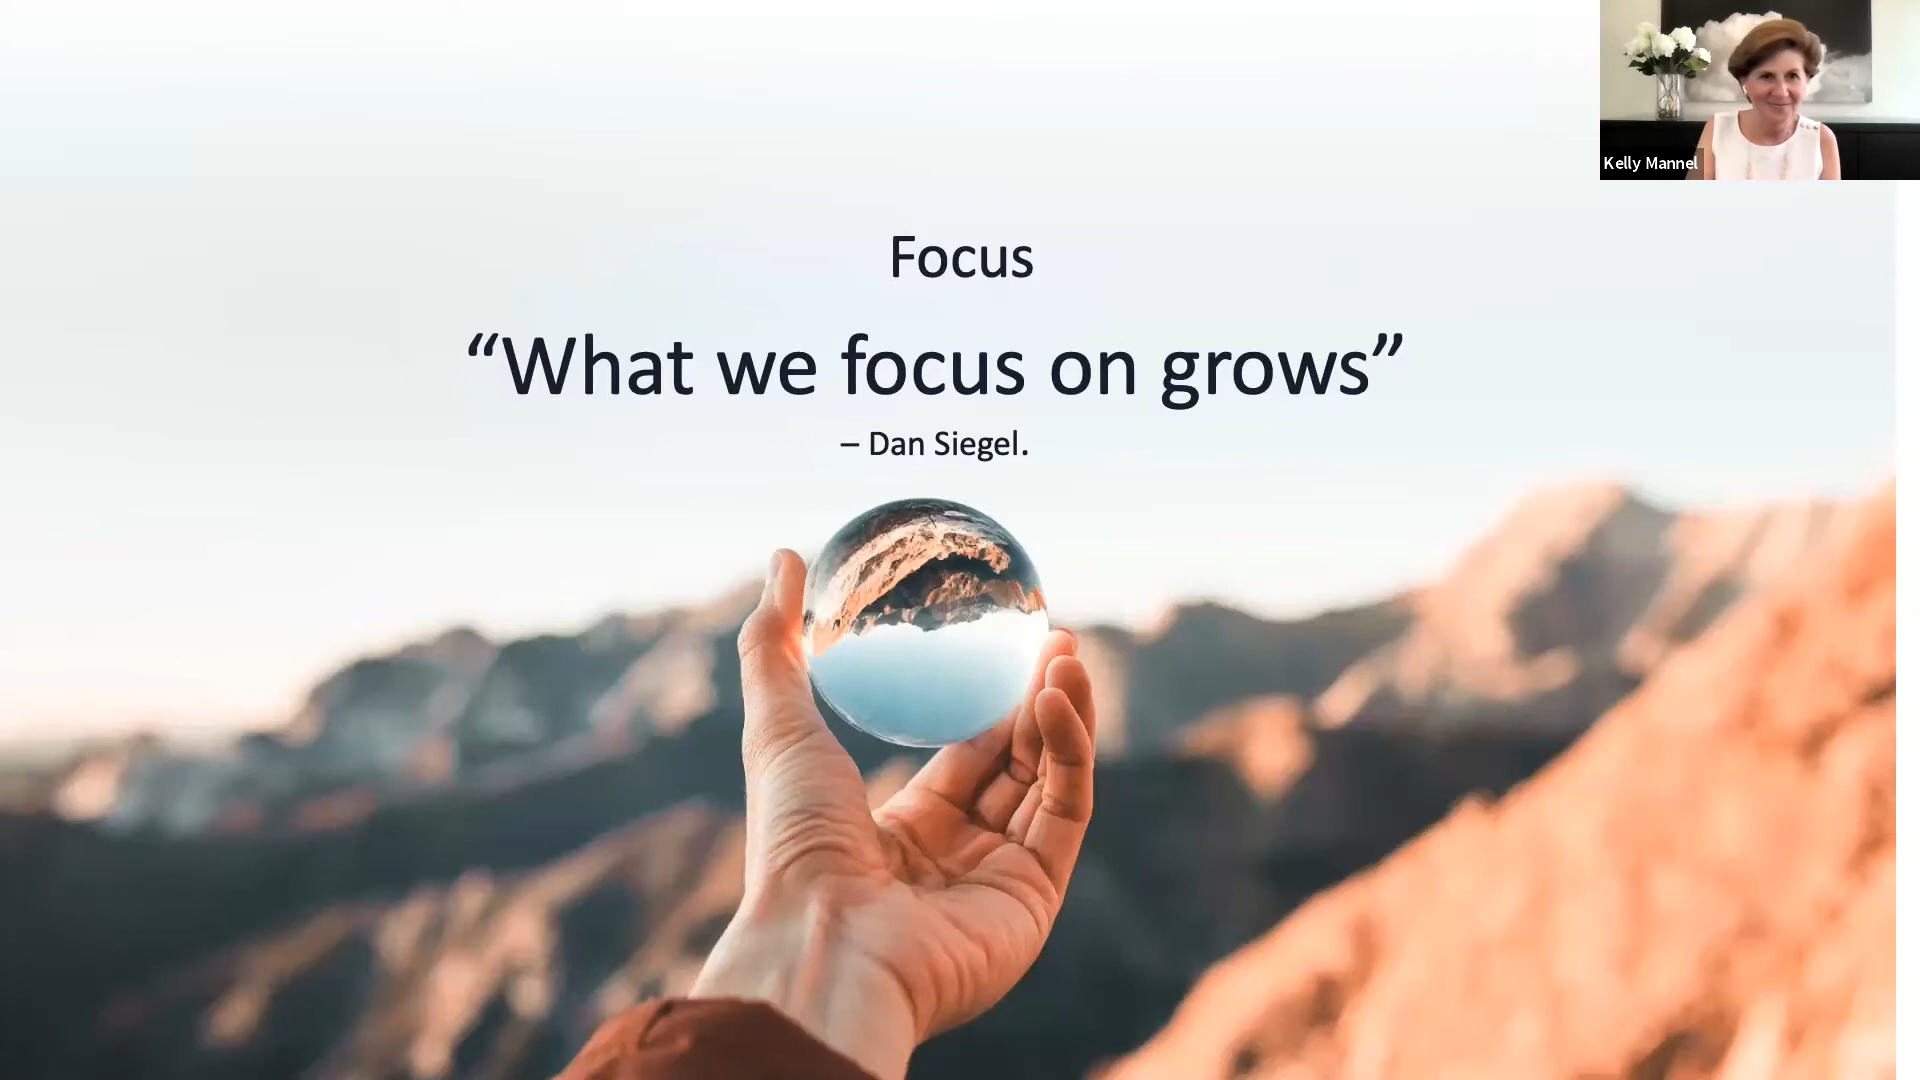 Kelly Mannel
Focus
“What we focus on grows”
– Dan Siegel.